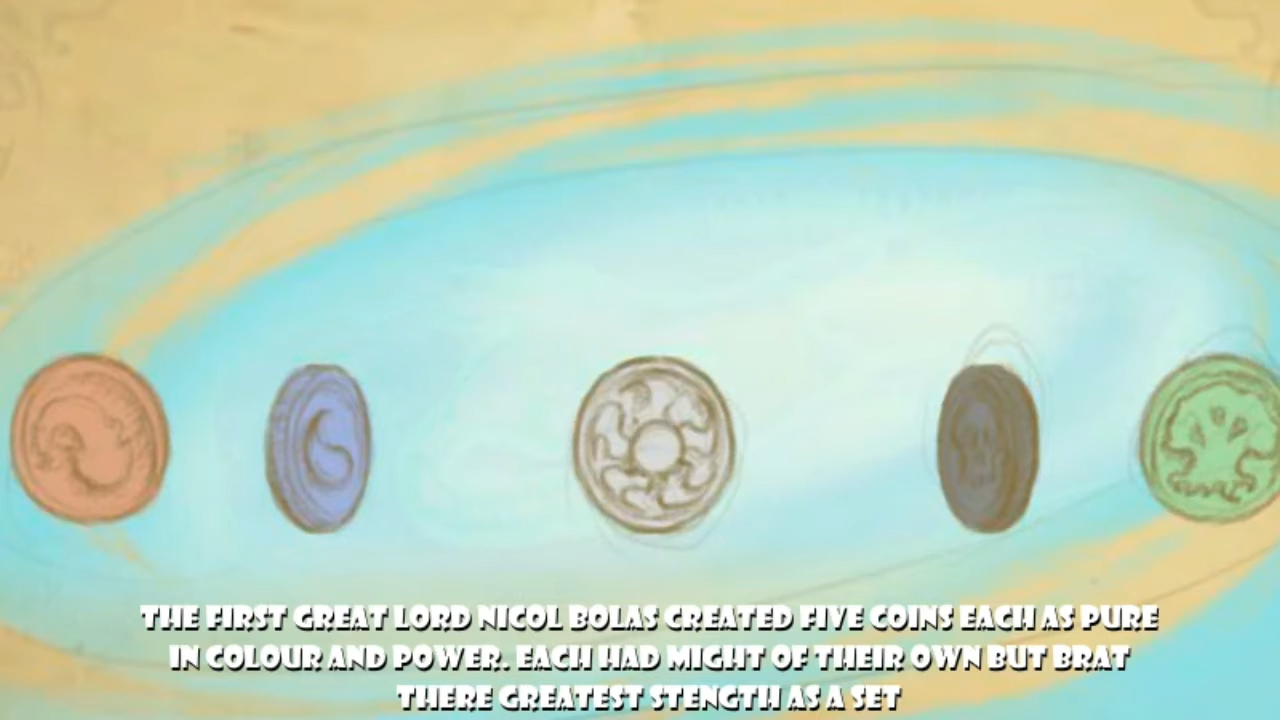 THE FIRST GREAT LORD NICOL BOLAS CREATED FIVE COINS EACH AS PURE
IN COLOUR AND POWER. EACH HAD MIGHT OF THEIR OWN BUT BRAT
THERE GREATEST STENGTH AS A SET